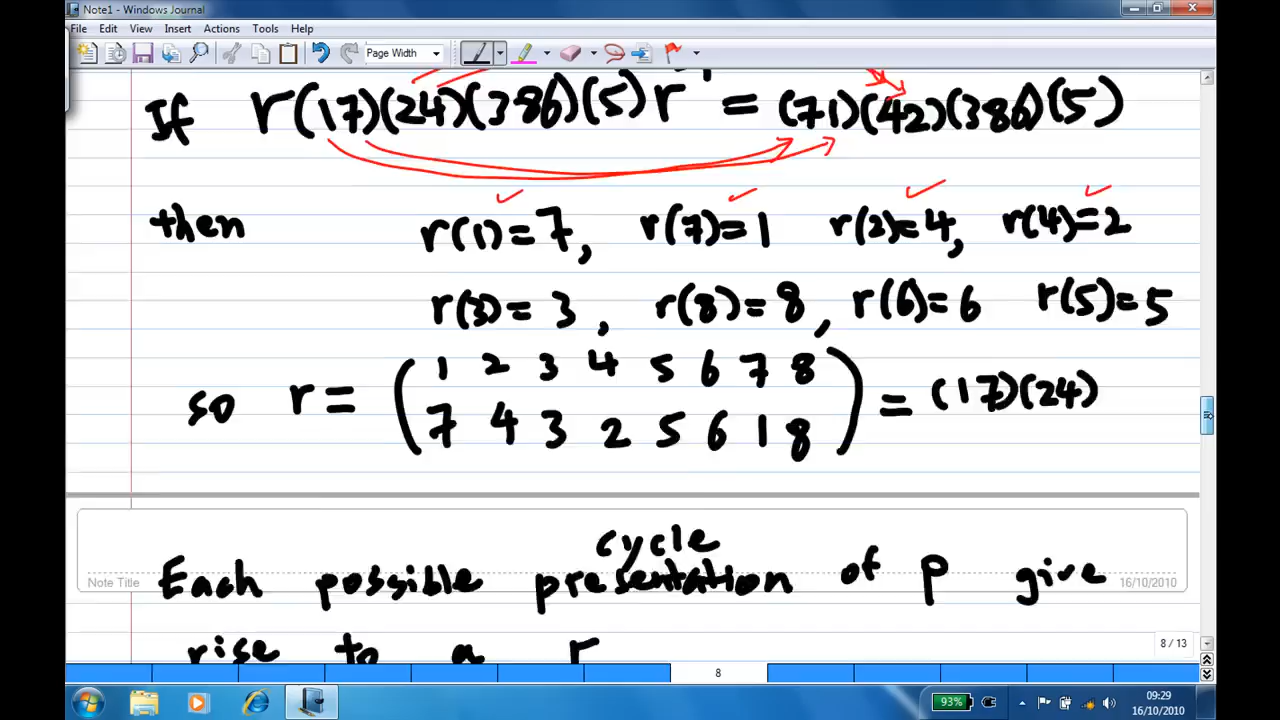 Note1 - Windows Journal
File Edit View Insert Actions Tools Help
Page Width
If r(17)(24)(386)(5)r⁻¹ = (71)(42)(386)(5)
then r(1)=7, r(7)=1 r(2)=4, r(4)=2
r(3)=3, r(8)=8, r(6)=6 r(5)=5
1 2 3 4 5 6 7 8
so r = ( ) = (17)(24)
7 4 3 2 5 6 1 8
cycle
Each possible presentation of p give
Note Title 16/10/2010
rise to a r
8 / 13
8
93% 09:29
16/10/2010